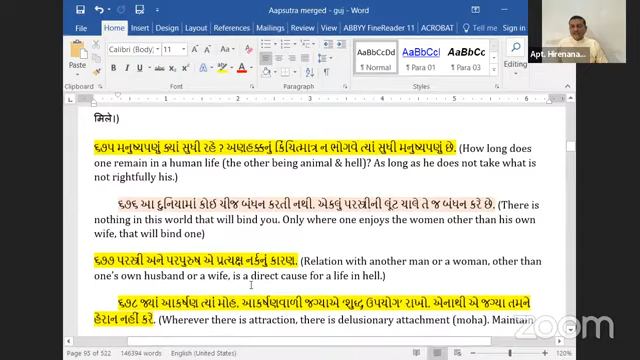 Aapsutra merged - guj - Word
File Home Insert Design Layout References Mailings Review View ABBYY FineReader 11 ACROBAT Tell me Share
Calibri (Body) 11
Paste
Clipboard Font Paragraph Styles
AaBbCcDd AaBbCcI AaBbCc
¶ Normal ¶ Para 01 ¶ Para 03
Editing
Apt. Hirenana...
मिले।)
૬૭૫ મનુષ્યપણું ક્યાં સુધી રહે ? અણહક્કનું કિંચિત્માત્ર ન ભોગવે ત્યાં સુધી મનુષ્યપણું છે. (How long does
one remain in a human life (the other being animal & hell)? As long as he does not take what is
not rightfully his.)
૬૭૬ આ દુનિયામાં કોઈ ચીજ બંધન કરતી નથી. એકલું પરસ્ત્રીની લૂંટ ચાલે તે જ બંધન કરે છે. (There is
nothing in this world that will bind you. Only where one enjoys the women other than his own
wife, that will bind one)
૬૭૭ પરસ્ત્રી અને પરપુરુષ એ પ્રત્યક્ષ નર્કનું કારણ. (Relation with another man or a woman, other than
one's own husband or a wife, is a direct cause for a life in hell.)
૬૭૮ જ્યાં આકર્ષણ ત્યાં મોહ. આકર્ષણવાળી જગ્યાએ 'શુદ્ધ ઉપયોગ' રાખો. એનાથી એ જગ્યા તમને
હેરાન નહીં કરે. (Wherever there is attraction, there is delusionary attachment (moha). Maintain
zoom
Page 95 of 522 146394 words English (United States) 120%